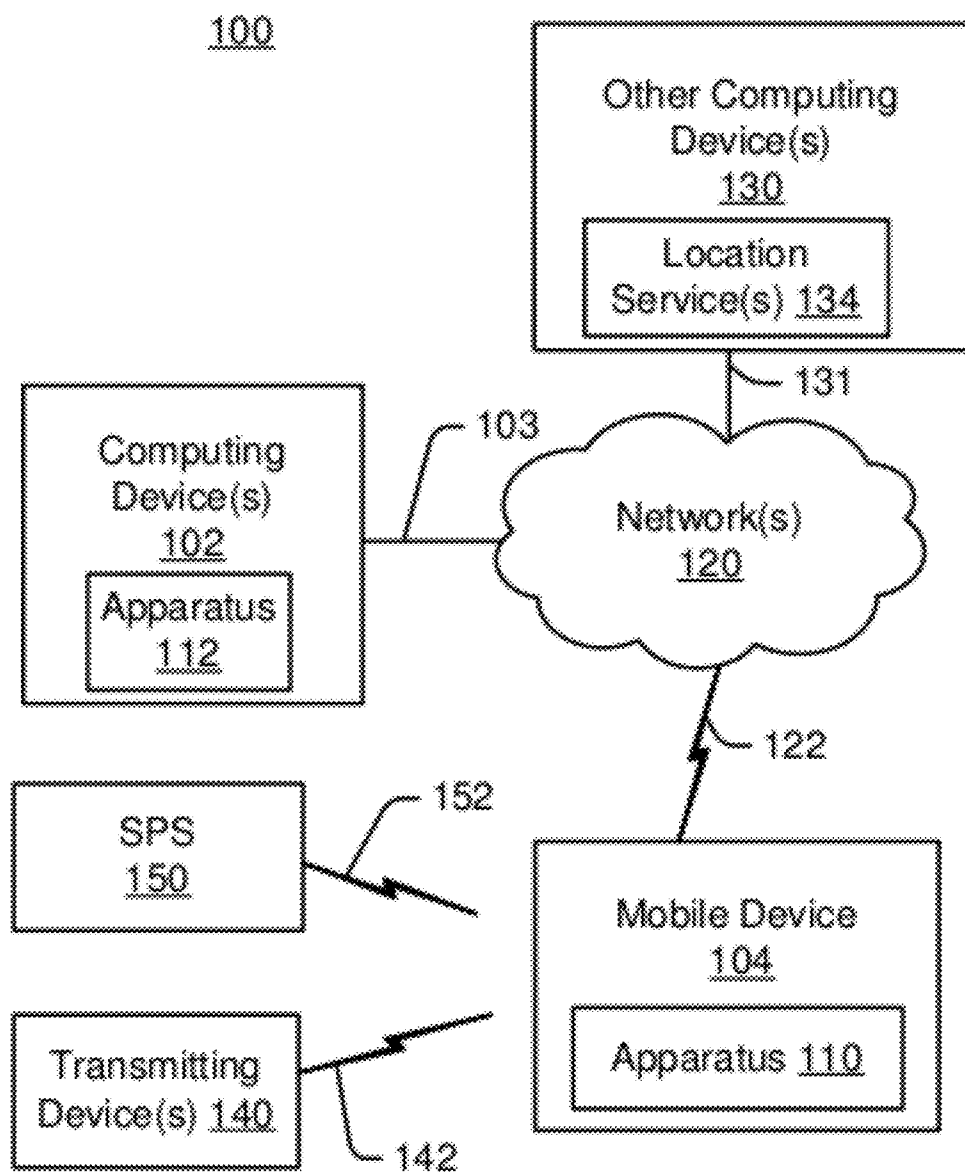 100
Other Computing
Device(s)
130
Location
Service(s) 134
131
Computing
Device(s)
102
Apparatus
112
103
Network(s)
120
122
SPS
150
152
Mobile Device
104
Apparatus 110
Transmitting
Device(s) 140
142